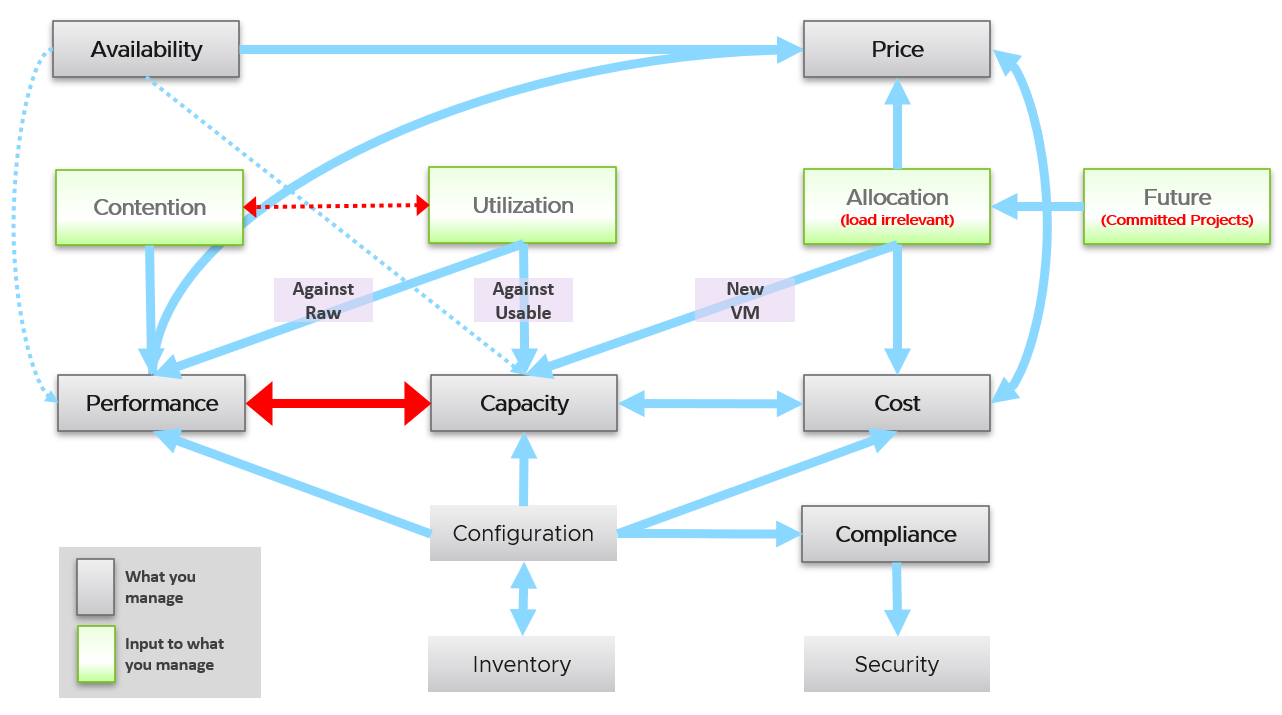 Availability
Price
Contention
Utilization
Allocation
(load irrelevant)
Future
(Committed Projects)
Against
Raw
Against
Usable
New
VM
Performance
Capacity
Cost
Configuration
Compliance
What you
manage
Input to what
you manage
Inventory
Security